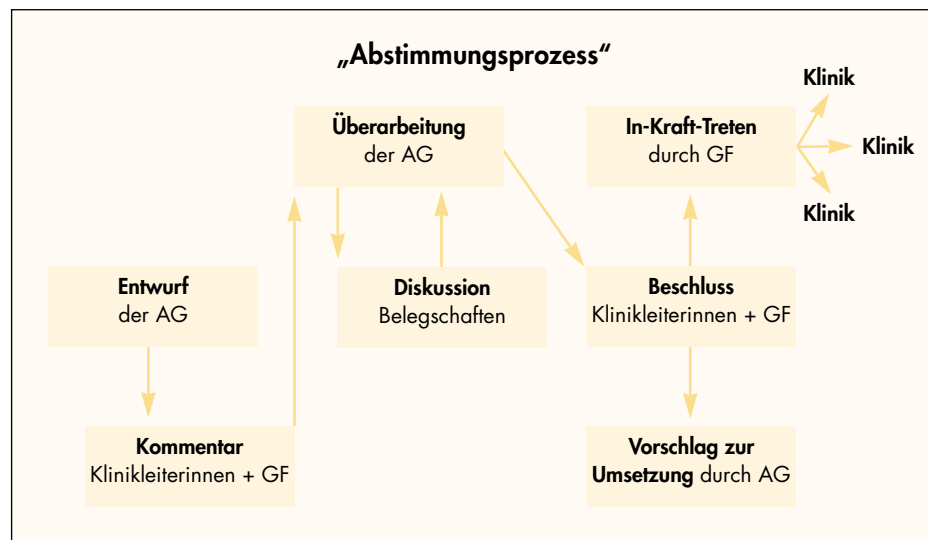 „Abstimmungsprozess“
Klinik
Überarbeitung
der AG
In-Kraft-Treten
durch GF
Klinik
Klinik
Entwurf
der AG
Diskussion
Belegschaften
Beschluss
Klinikleiterinnen + GF
Kommentar
Klinikleiterinnen + GF
Vorschlag zur
Umsetzung durch AG